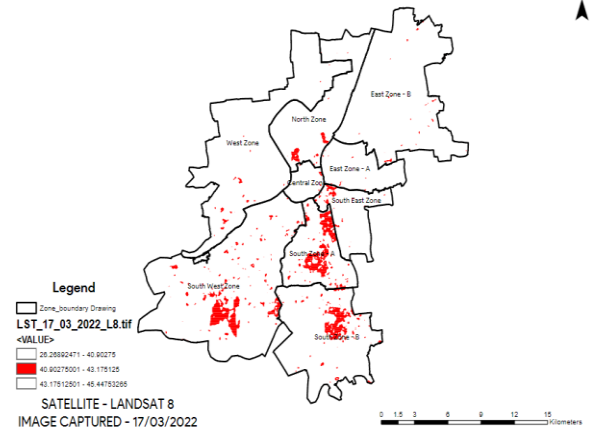 East Zone - B
North Zone
West Zone
East Zone - A
Central Zone
South East Zone
South Zone - A
South West Zone
South Zone - B
Legend
Zone_boundary Drawing
LST_17_03_2022_L8.tif
<VALUE>
26.26892471 - 40.90275
40.90275001 - 43.175125
43.17512501 - 45.44753265
SATELLITE - LANDSAT 8
IMAGE CAPTURED - 17/03/2022
0 1.5 3 6 9 12 15
Kilometers